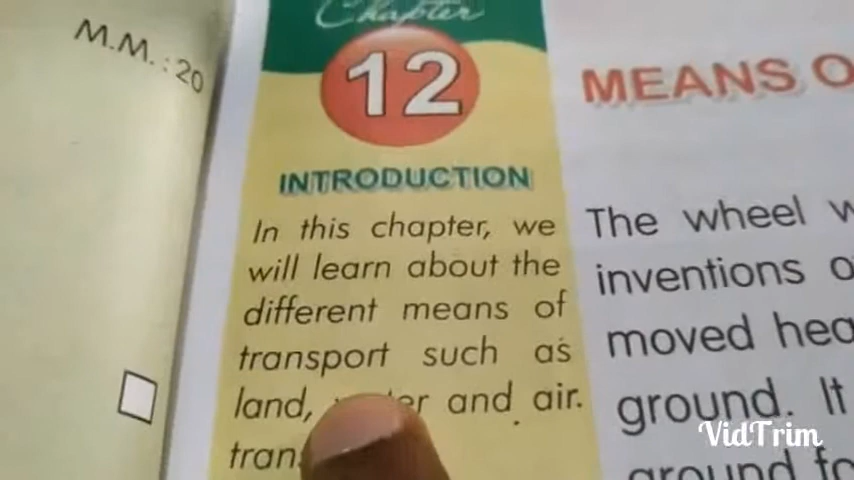 M.M. : 20
Chapter
12
INTRODUCTION
In this chapter, we
will learn about the
different means of
transport such as
land, and air.
MEANS
The wheel
inventions
moved
ground. It
ground
VidTrim